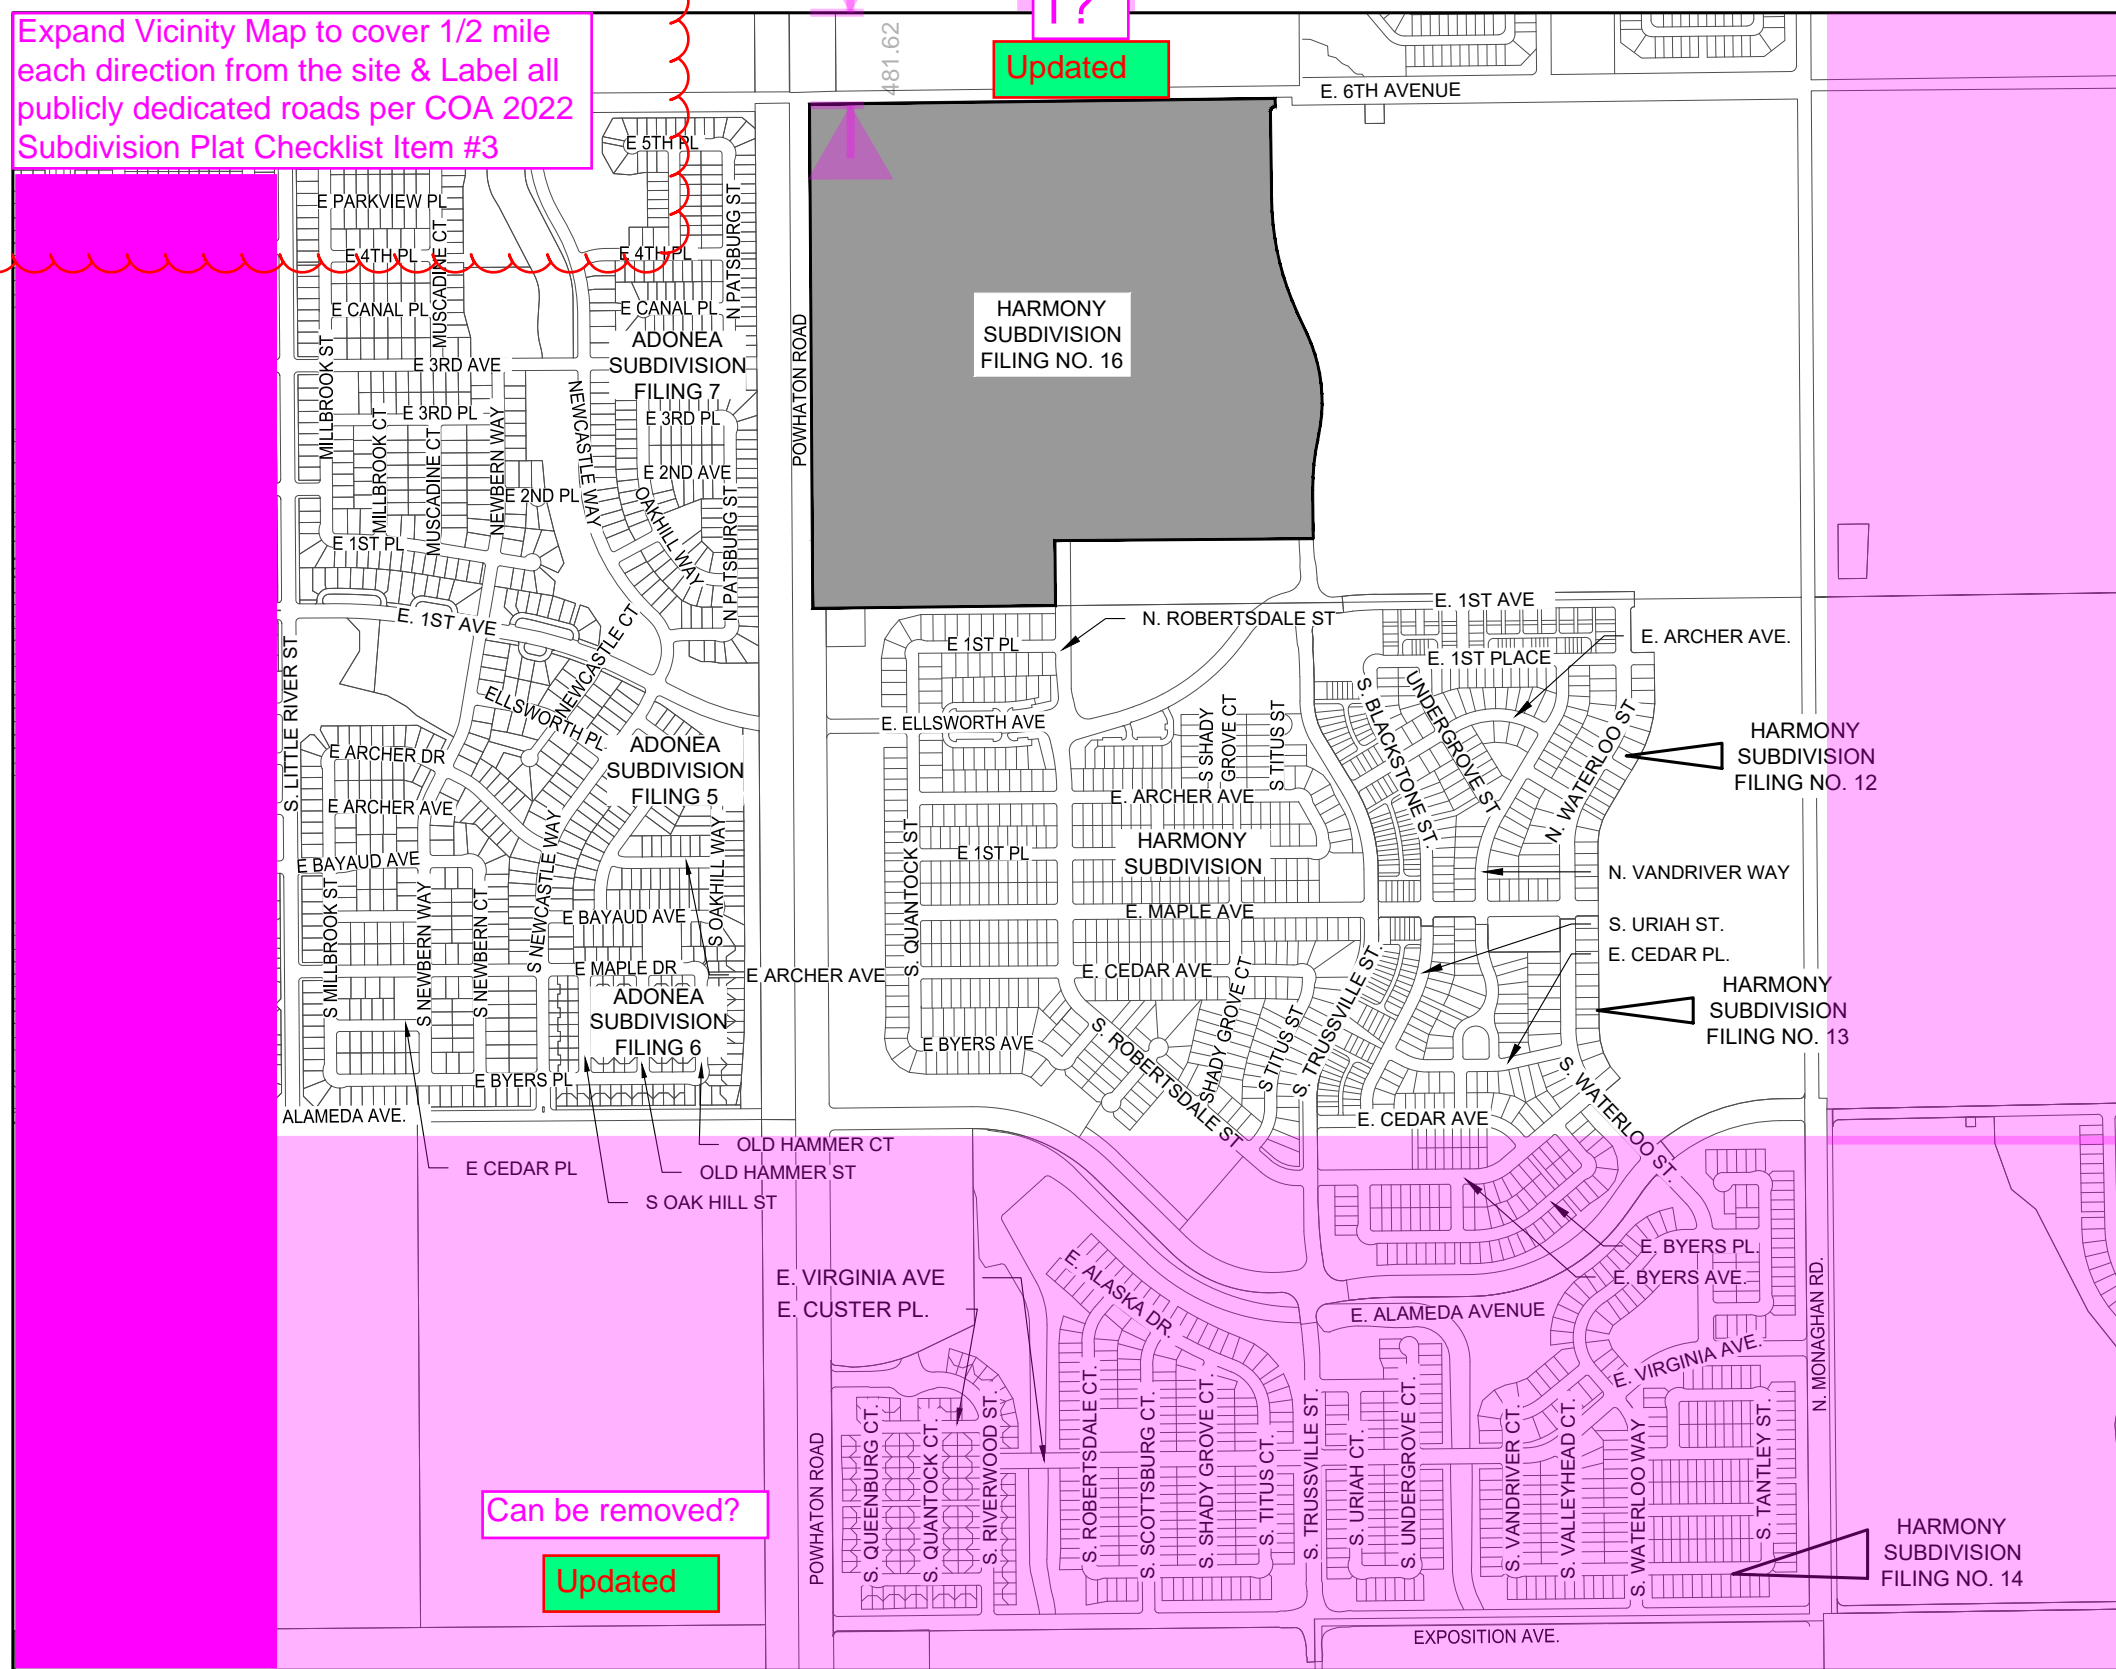 Expand Vicinity Map to cover 1/2 mile
each direction from the site & Label all
publicly dedicated roads per COA 2022
Subdivision Plat Checklist Item #3
481.62
Updated
E. 6TH AVENUE
E 5TH PL
E PARKVIEW PL
MUSCADINE CT
N PATSBURG ST
E 4TH PL
E 4TH PL
E CANAL PL
E CANAL PL
HARMONY
SUBDIVISION
FILING NO. 16
ADONEA
SUBDIVISION
FILING 7
MILLBROOK ST
E 3RD AVE
POWHATON ROAD
NEWCASTLE WAY
E 3RD PL
E 3RD PL
MILLBROOK CT
MUSCADINE CT
NEWBERN WAY
E 2ND AVE
E 2ND PL
OAKHILL WAY
N PATSBURG ST
E 1ST PL
E. 1ST AVE
NEWCASTLE CT
N. ROBERTSDALE ST
E. 1ST AVE
E. ARCHER AVE.
E 1ST PL
E. 1ST PLACE
S. LITTLE RIVER ST
ELLSWORTH PL
E. ELLSWORTH AVE
S SHADY
GROVE CT
S TITUS ST
S. BLACKSTONE ST.
UNDERGROVE ST
N. WATERLOO ST
HARMONY
SUBDIVISION
FILING NO. 12
E ARCHER DR
ADONEA
SUBDIVISION
FILING 5
E ARCHER AVE
E. ARCHER AVE
S. QUANTOCK ST
HARMONY
SUBDIVISION
E 1ST PL
E BAYAUD AVE
S NEWCASTLE WAY
S OAKHILL WAY
N. VANDRIVER WAY
S MILLBROOK ST
S NEWBERN WAY
S NEWBERN CT
E BAYAUD AVE
E. MAPLE AVE
S. URIAH ST.
E. CEDAR PL.
E MAPLE DR
E ARCHER AVE
E. CEDAR AVE
SHADY GROVE CT
S TITUS ST
S. TRUSSVILLE ST.
HARMONY
SUBDIVISION
FILING NO. 13
ADONEA
SUBDIVISION
FILING 6
E BYERS AVE
S. ROBERTSDALE ST
E BYERS PL
S. WATERLOO ST.
ALAMEDA AVE.
E. CEDAR AVE
OLD HAMMER CT
E CEDAR PL
OLD HAMMER ST
S OAK HILL ST
E. BYERS PL.
E. BYERS AVE.
E. VIRGINIA AVE
E. CUSTER PL.
E. ALASKA DR.
E. ALAMEDA AVENUE
E. VIRGINIA AVE.
N. MONAGHAN RD.
POWHATON ROAD
S. QUEENBURG CT.
S. QUANTOCK CT.
S. RIVERWOOD ST.
S. ROBERTSDALE CT.
S. SCOTTSBURG CT.
S. SHADY GROVE CT.
S. TITUS CT.
S. TRUSSVILLE ST.
S. URIAH CT.
S. UNDERGROVE CT.
S. VANDRIVER CT.
S. VALLEYHEAD CT.
S. WATERLOO WAY
S. TANTLEY ST.
Can be removed?
Updated
HARMONY
SUBDIVISION
FILING NO. 14
EXPOSITION AVE.